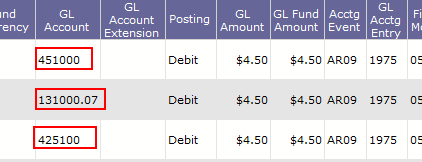 und GL GL Posting GL GL Fund Acctg GL Fi
rrency Account Account Amount Amount Event Acctg Mo
Extension Entry
451000 Debit $4.50 $4.50 AR09 1975 05
131000.07 Debit $4.50 $4.50 AR09 1975 05
425100 Debit $4.50 $4.50 AR09 1975 05